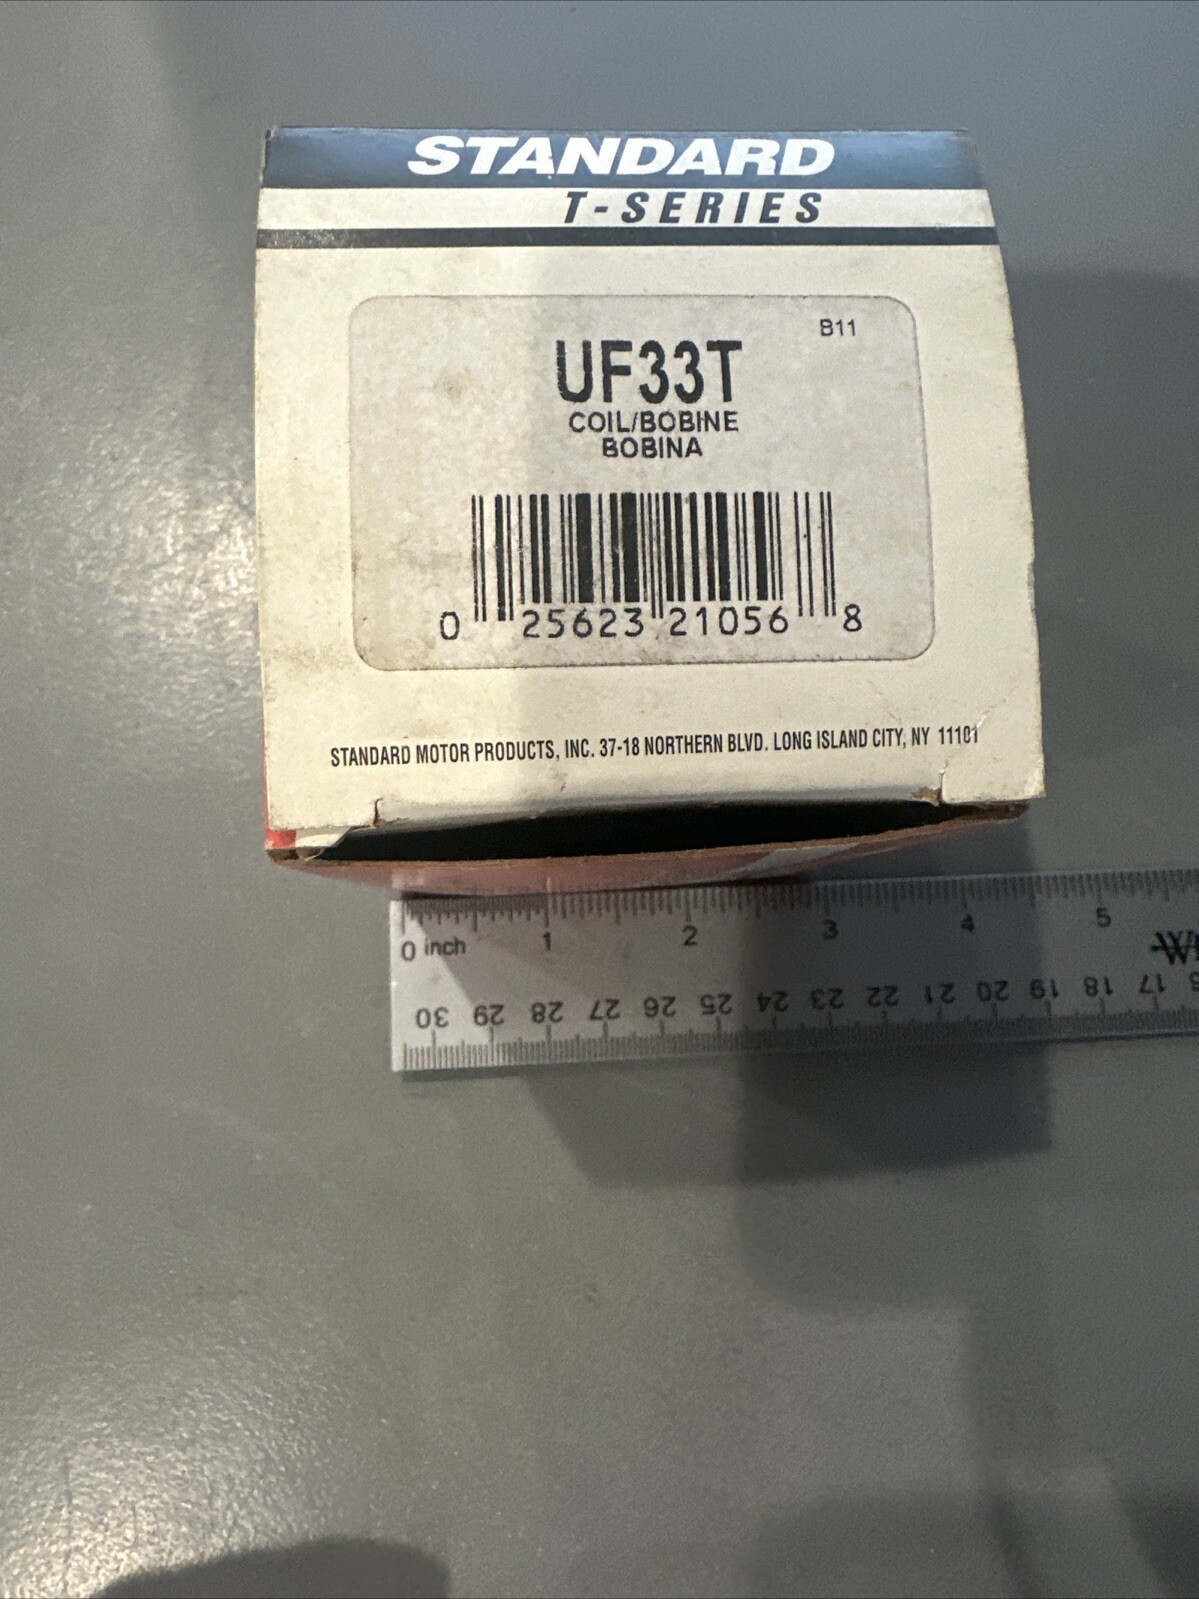 STANDARD
T-SERIES
B11
UF33T
COIL/BOBINE
BOBINA
0 25623 21056 8
STANDARD MOTOR PRODUCTS, INC. 37-18 NORTHERN BLVD. LONG ISLAND CITY, NY 11101
0 inch 1 2 3 4 5
30 29 28 27 26 25 24 23 22 21 20 19 18 17